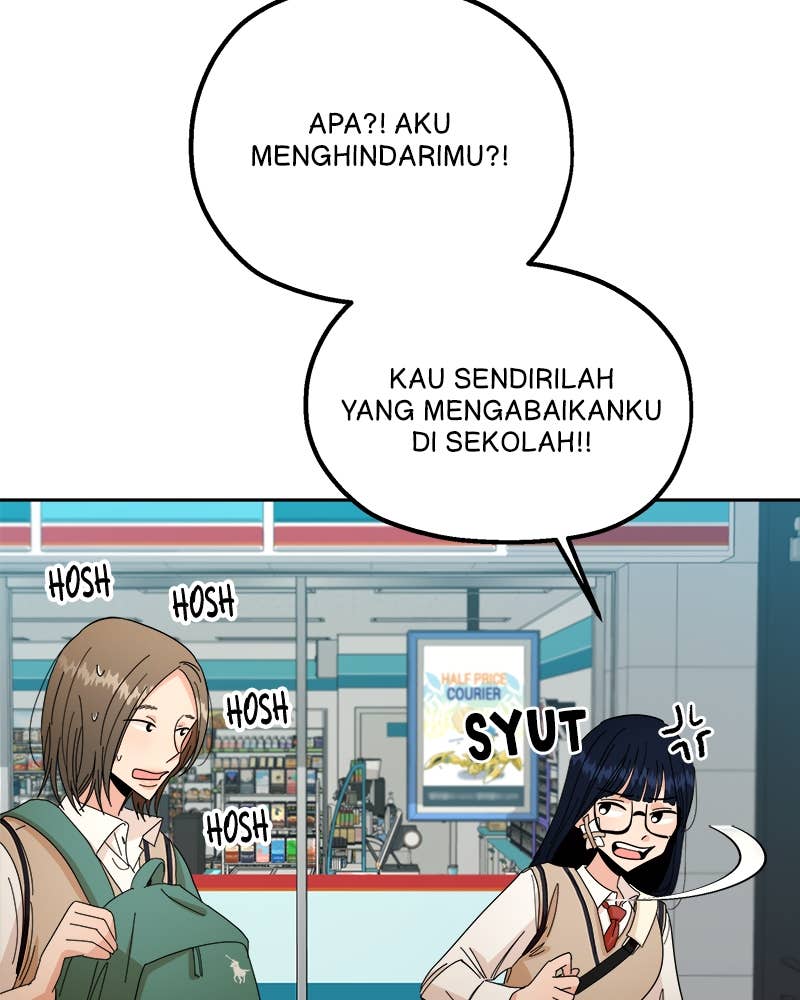 APA?! AKU
MENGHINDARIMU?!
KAU SENDIRILAH
YANG MENGABAIKANKU
DI SEKOLAH!!
HOSH
HOSH
HOSH
HOSH
HALF PRICE
COURIER
SYUT